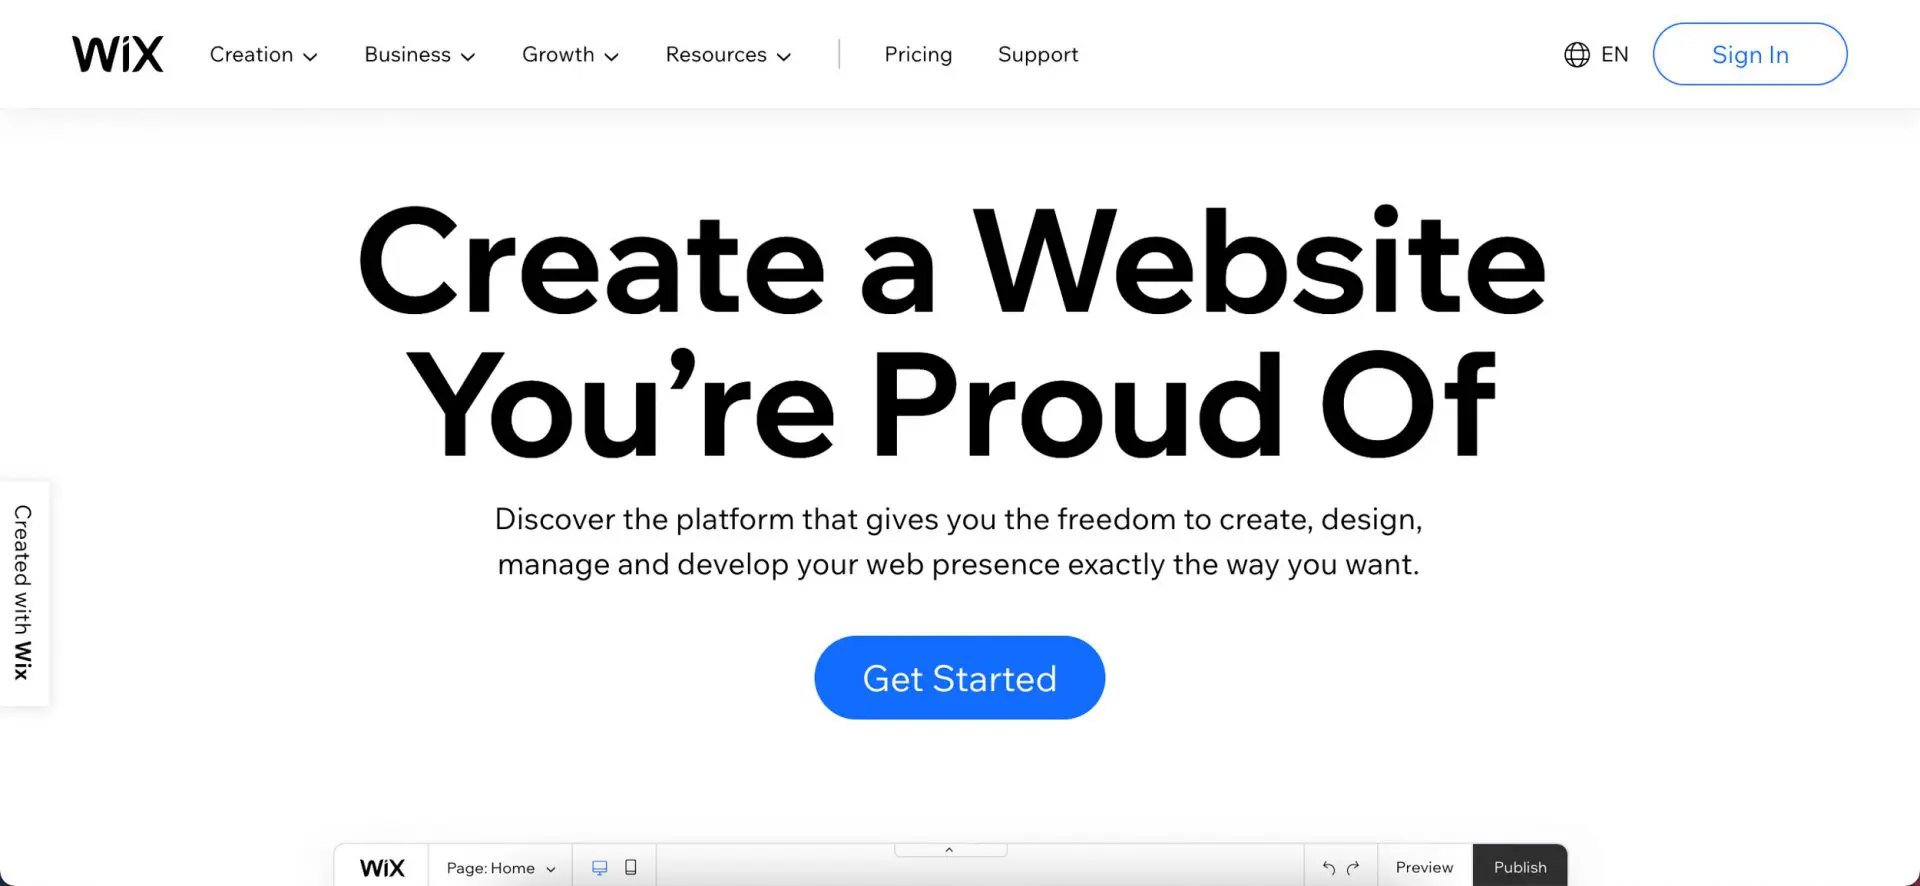 WiX Creation Business Growth Resources Pricing Support EN Sign In
Create a Website
You’re Proud Of
Discover the platform that gives you the freedom to create, design,
manage and develop your web presence exactly the way you want.
Created with Wix
Get Started
WiX Page: Home Preview Publish